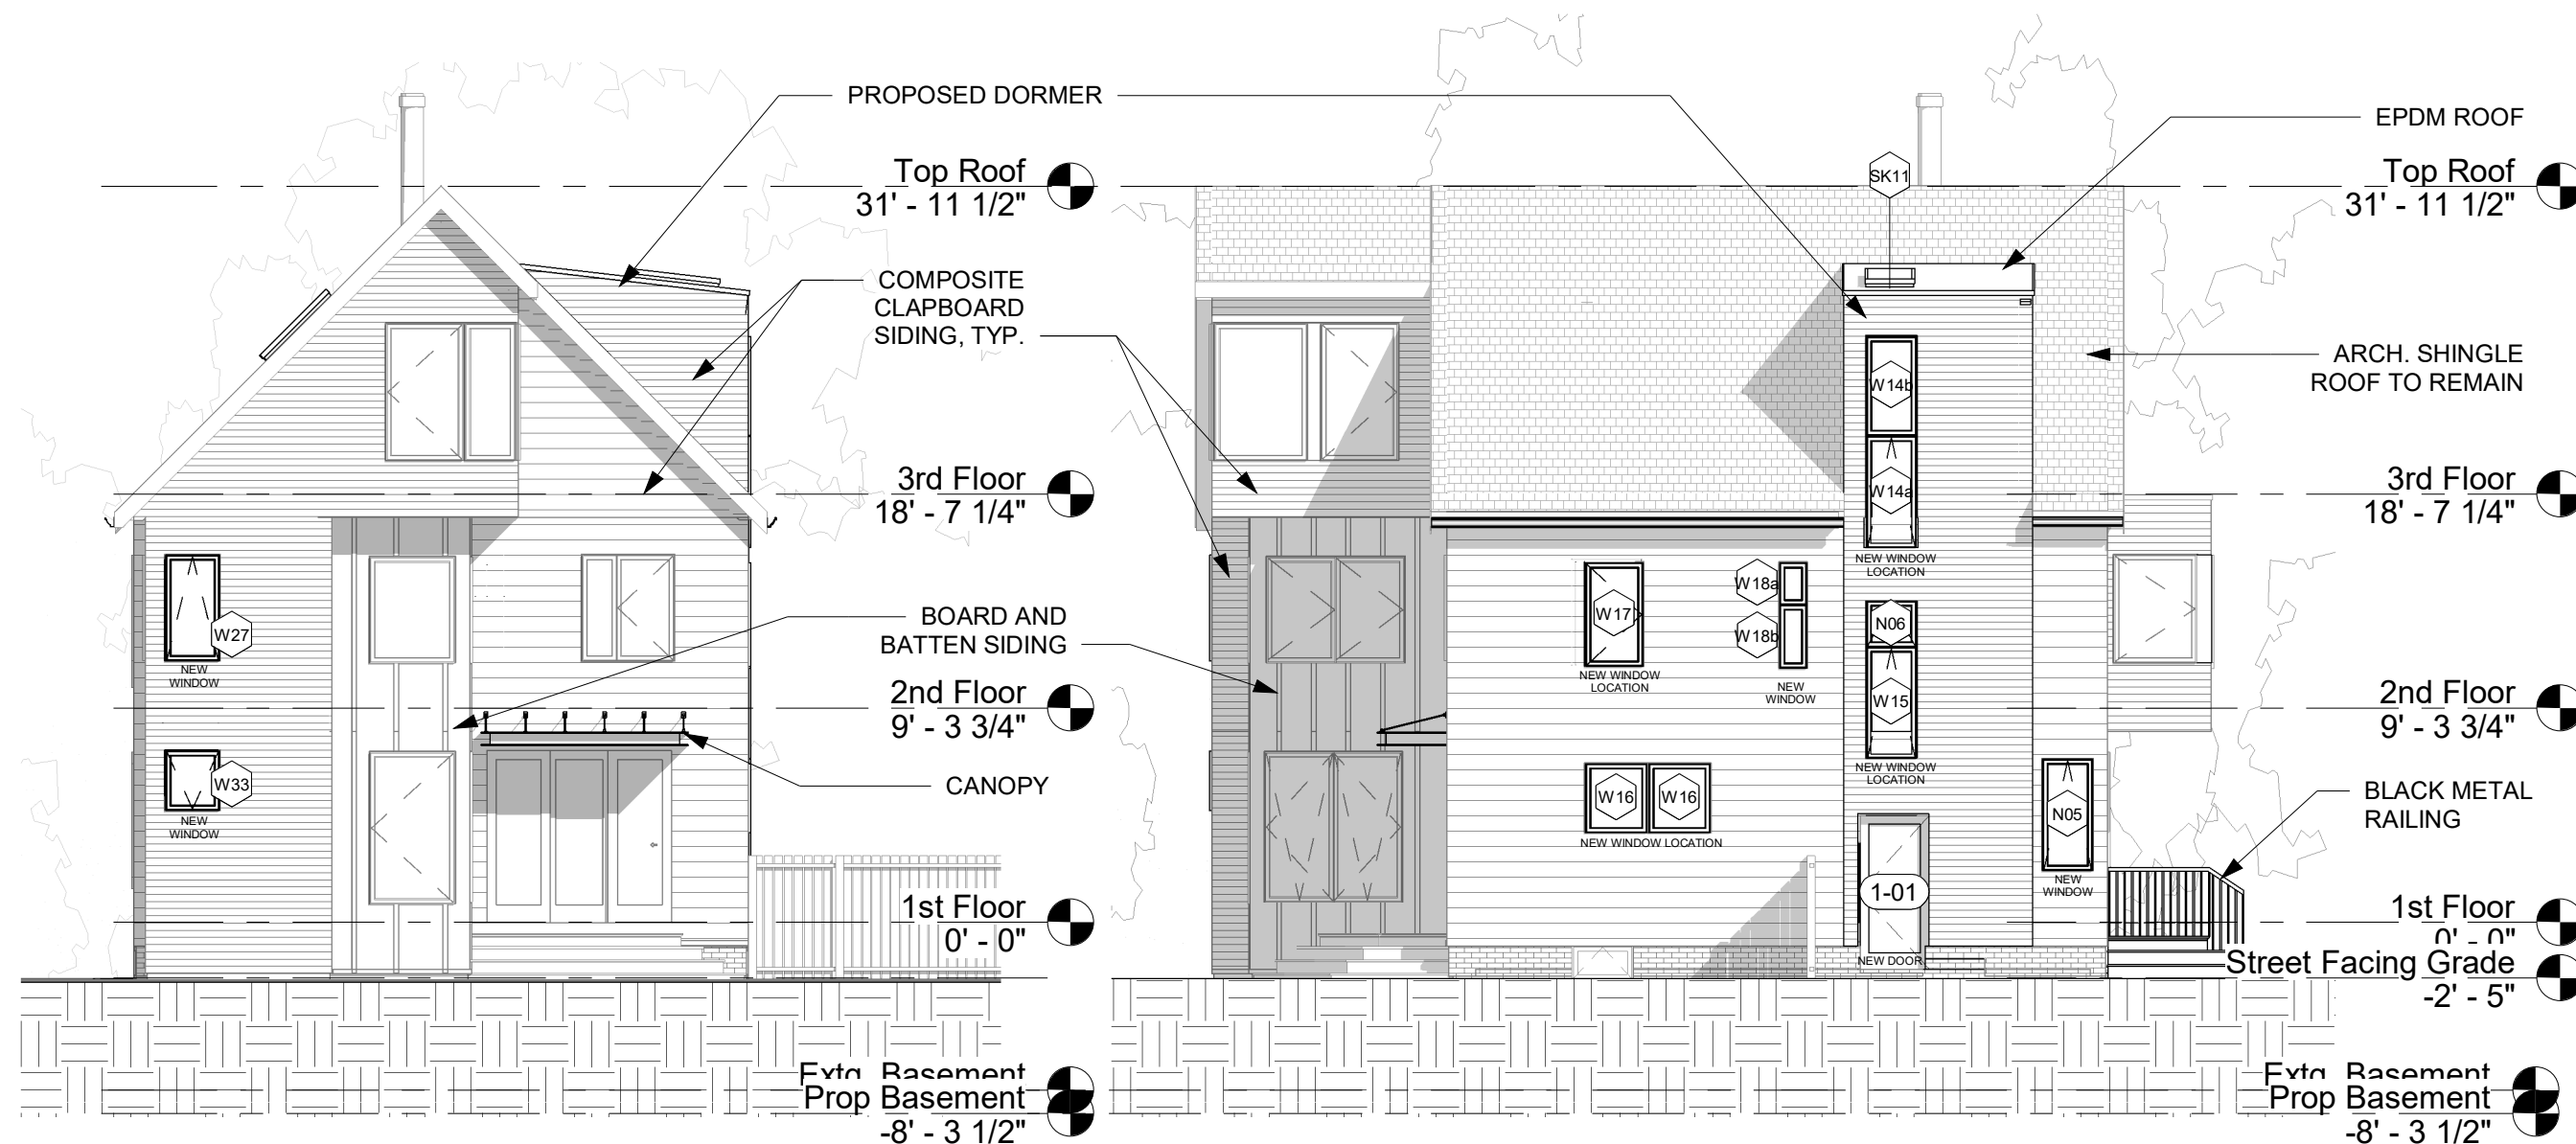 PROPOSED DORMER
EPDM ROOF
Top Roof
31' - 11 1/2"
SK11
Top Roof
31' - 11 1/2"
COMPOSITE
CLAPBOARD
SIDING, TYP.
ARCH. SHINGLE
ROOF TO REMAIN
W14b
3rd Floor
18' - 7 1/4"
W14a
3rd Floor
18' - 7 1/4"
NEW WINDOW
LOCATION
W27
NEW
WINDOW
BOARD AND
BATTEN SIDING
W17
NEW WINDOW
LOCATION
W18a
W18b
NEW
WINDOW
N06
W15
NEW WINDOW
LOCATION
2nd Floor
9' - 3 3/4"
2nd Floor
9' - 3 3/4"
W33
NEW
WINDOW
CANOPY
W16
W16
NEW WINDOW LOCATION
N05
NEW
WINDOW
BLACK METAL
RAILING
1-01
NEW DOOR
1st Floor
0' - 0"
1st Floor
0' - 0"
Street Facing Grade
-2' - 5"
Extg. Basement
Prop Basement
-8' - 3 1/2"
Extg. Basement
Prop Basement
-8' - 3 1/2"